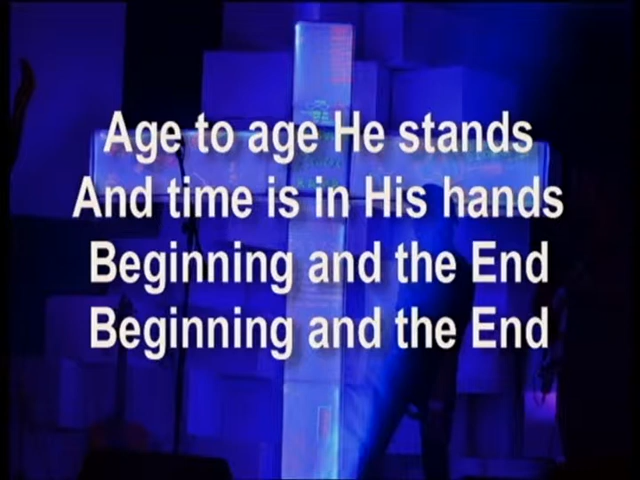 Age to age He stands
And time is in His hands
Beginning and the End
Beginning and the End